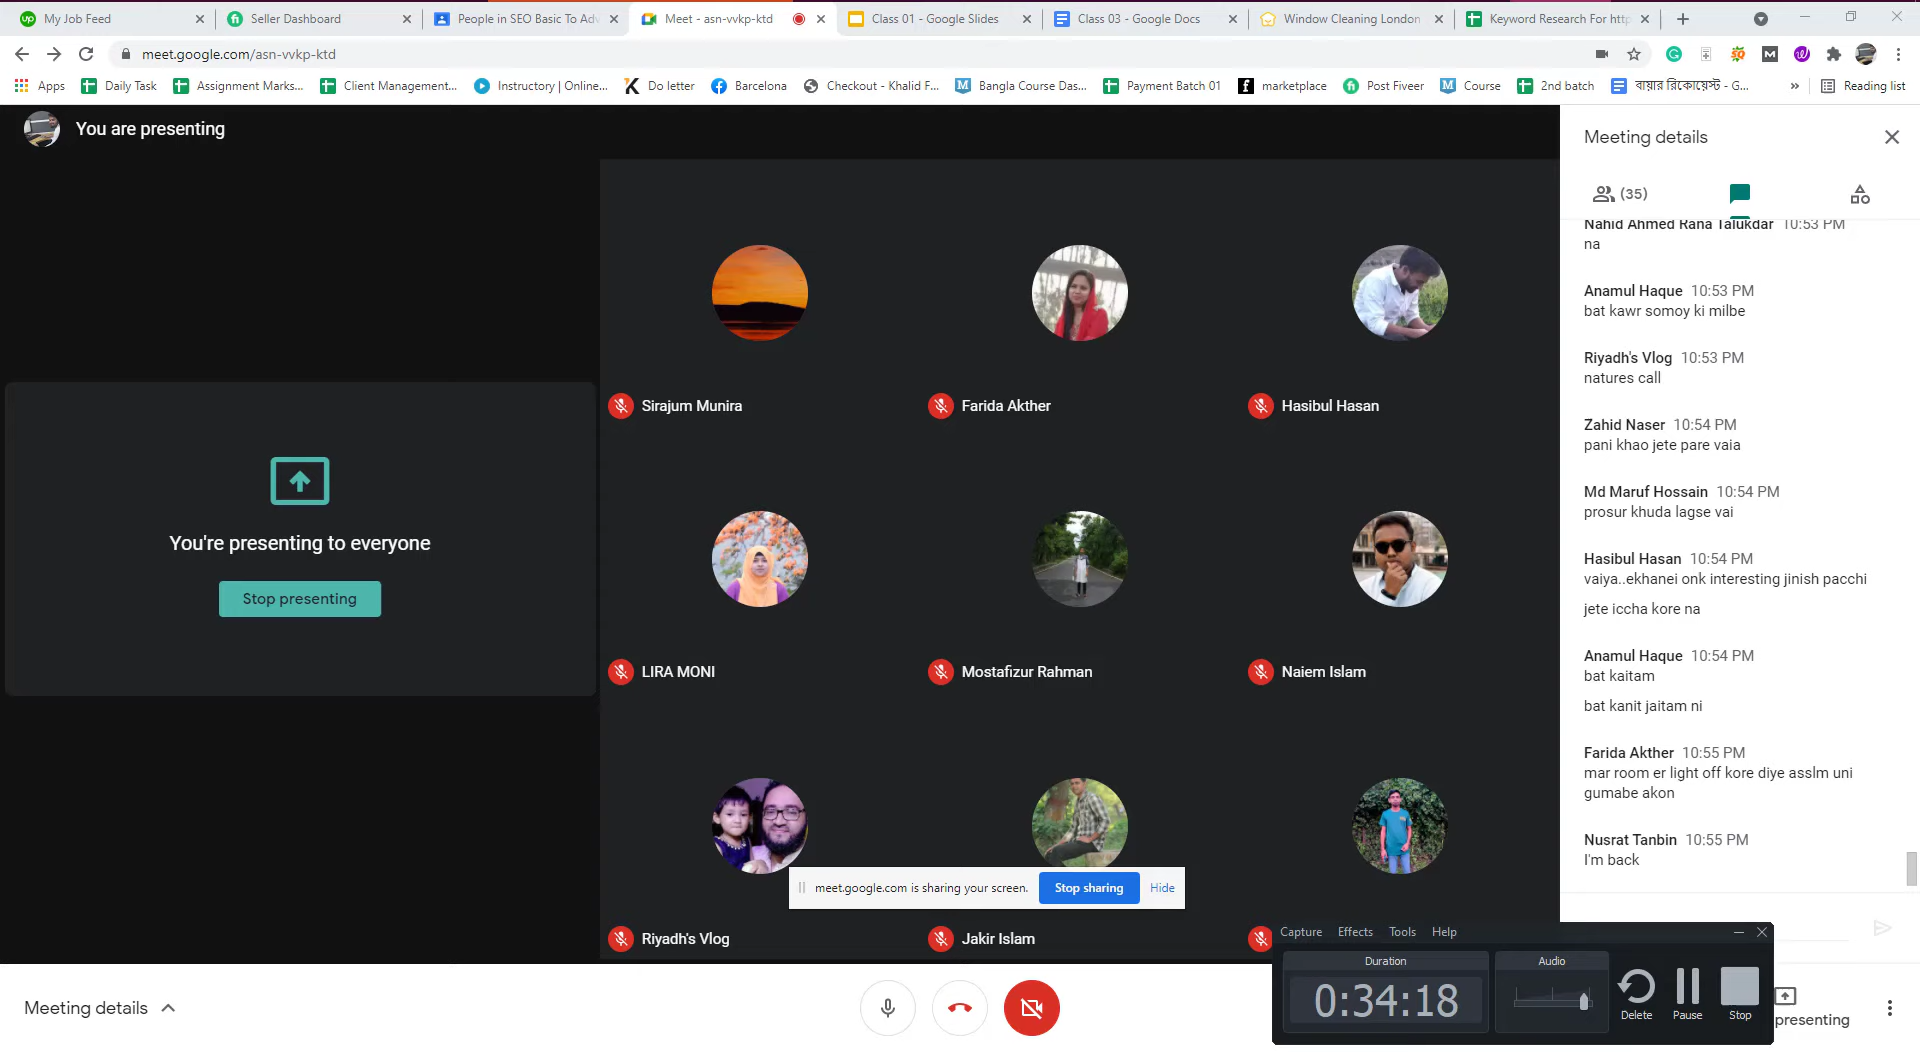 My Job Feed
Seller Dashboard
People in SEO Basic To Adv
Meet - asn-vvkp-ktd
Class 01 - Google Slides
Class 03 - Google Docs
Window Cleaning London
Keyword Research For http
meet.google.com/asn-vvkp-ktd
Apps
Daily Task
Assignment Marks...
Client Management...
Instructory | Online...
Do letter
Barcelona
Checkout - Khalid F...
Bangla Course Das...
Payment Batch 01
marketplace
Post Fiveer
Course
2nd batch
বায়ার রিকোয়েস্ট - G...
Reading list
You are presenting
You're presenting to everyone
Stop presenting
Sirajum Munira
Farida Akther
Hasibul Hasan
LIRA MONI
Mostafizur Rahman
Naiem Islam
Riyadh's Vlog
Jakir Islam
meet.google.com is sharing your screen.
Stop sharing
Hide
Meeting details
(35)
Nahid Ahmed Rana Talukdar 10:53 PM
na
Anamul Haque 10:53 PM
bat kawr somoy ki milbe
Riyadh's Vlog 10:53 PM
natures call
Zahid Naser 10:54 PM
pani khao jete pare vaia
Md Maruf Hossain 10:54 PM
prosur khuda lagse vai
Hasibul Hasan 10:54 PM
vaiya..ekhanei onk interesting jinish pacchi
jete iccha kore na
Anamul Haque 10:54 PM
bat kaitam
bat kanit jaitam ni
Farida Akther 10:55 PM
mar room er light off kore diye asslm uni
gumabe akon
Nusrat Tanbin 10:55 PM
I'm back
Capture Effects Tools Help
Duration
Audio
0:34:18
Delete
Pause
Stop
Meeting details
presenting